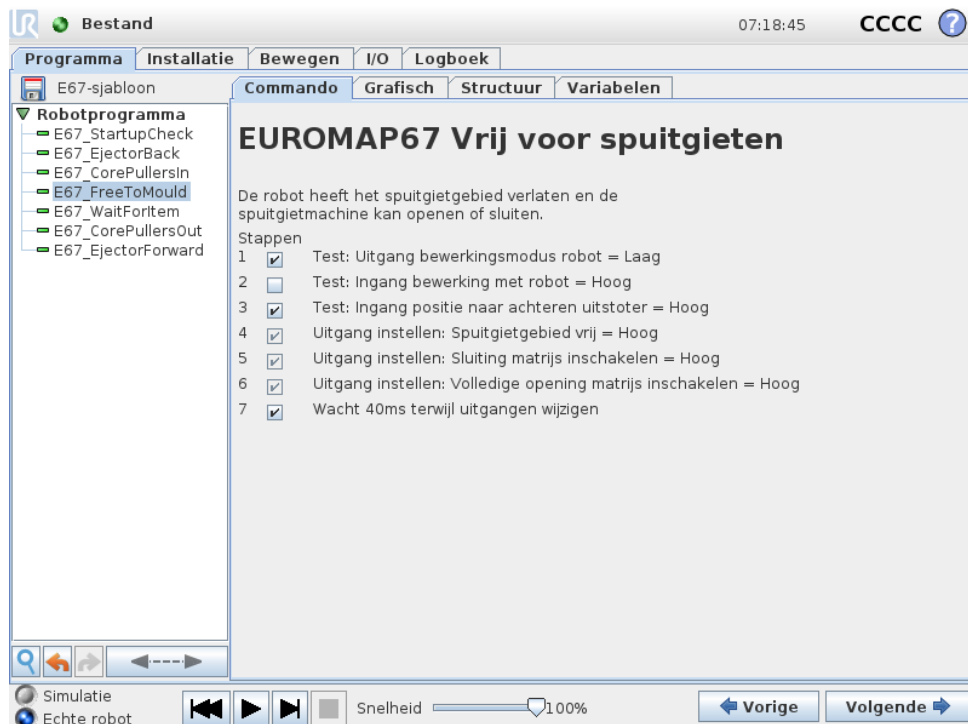 UR Bestand 07:18:45 CCCC ?
Programma Installatie Bewegen I/O Logboek
E67-sjabloon
Commando Grafisch Structuur Variabelen
Robotprogramma
E67_StartupCheck
E67_EjectorBack
E67_CorePullersIn
E67_FreeToMould
E67_WaitForItem
E67_CorePullersOut
E67_EjectorForward
EUROMAP67 Vrij voor spuitgieten
De robot heeft het spuitgietgebied verlaten en de
spuitgietmachine kan openen of sluiten.
Stappen
1 Test: Uitgang bewerkingsmodus robot = Laag
2 Test: Ingang bewerking met robot = Hoog
3 Test: Ingang positie naar achteren uitstoter = Hoog
4 Uitgang instellen: Spuitgietgebied vrij = Hoog
5 Uitgang instellen: Sluiting matrijs inschakelen = Hoog
6 Uitgang instellen: Volledige opening matrijs inschakelen = Hoog
7 Wacht 40ms terwijl uitgangen wijzigen
Simulatie
Echte robot
Snelheid 100%
Vorige Volgende